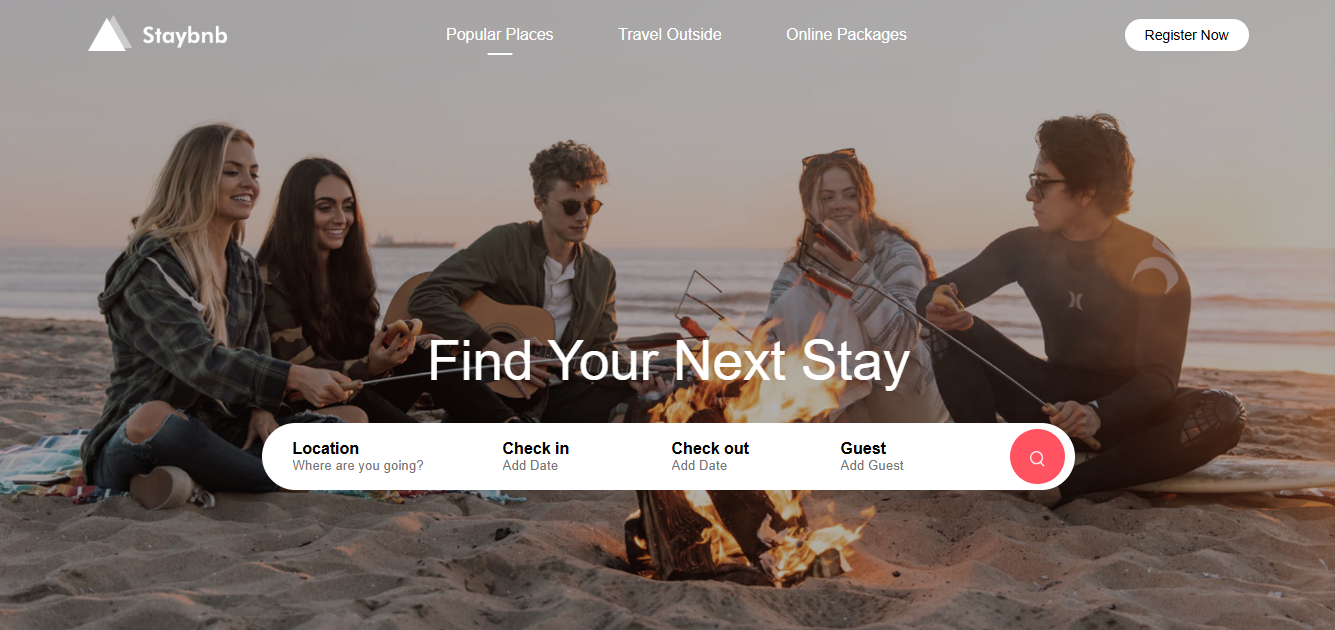 Staybnb
Popular Places
Travel Outside
Online Packages
Register Now
Find Your Next Stay
Location
Where are you going?
Check in
Add Date
Check out
Add Date
Guest
Add Guest